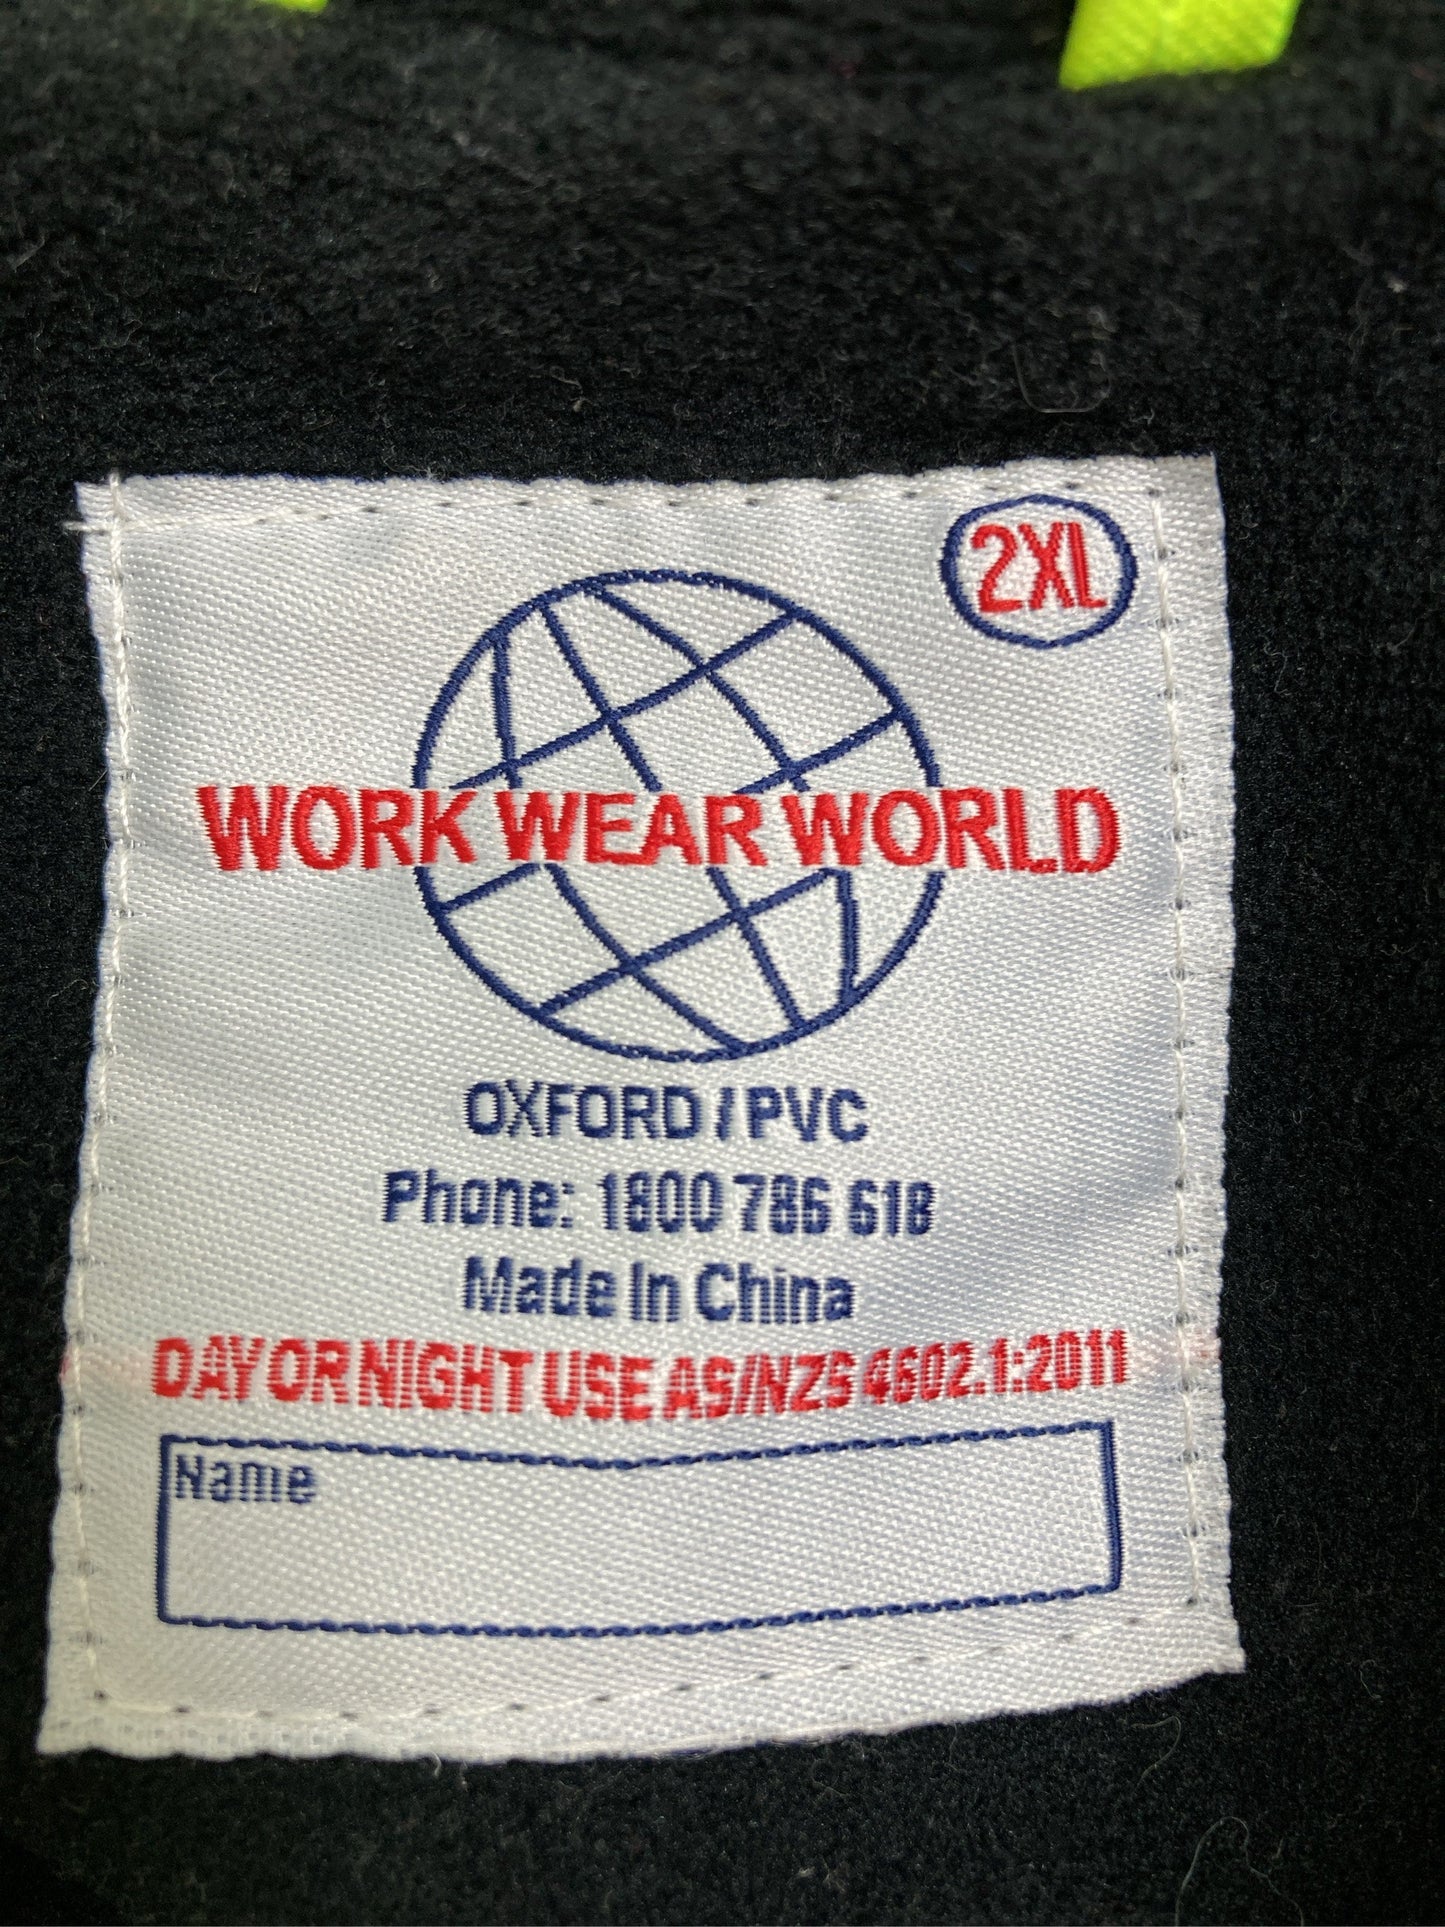 2XL
WORK WEAR WORLD
OXFORD/PVC
Phone: 1800 786 618
Made In China
DAY OR NIGHT USE AS/NZS 4602.1:2011
Name